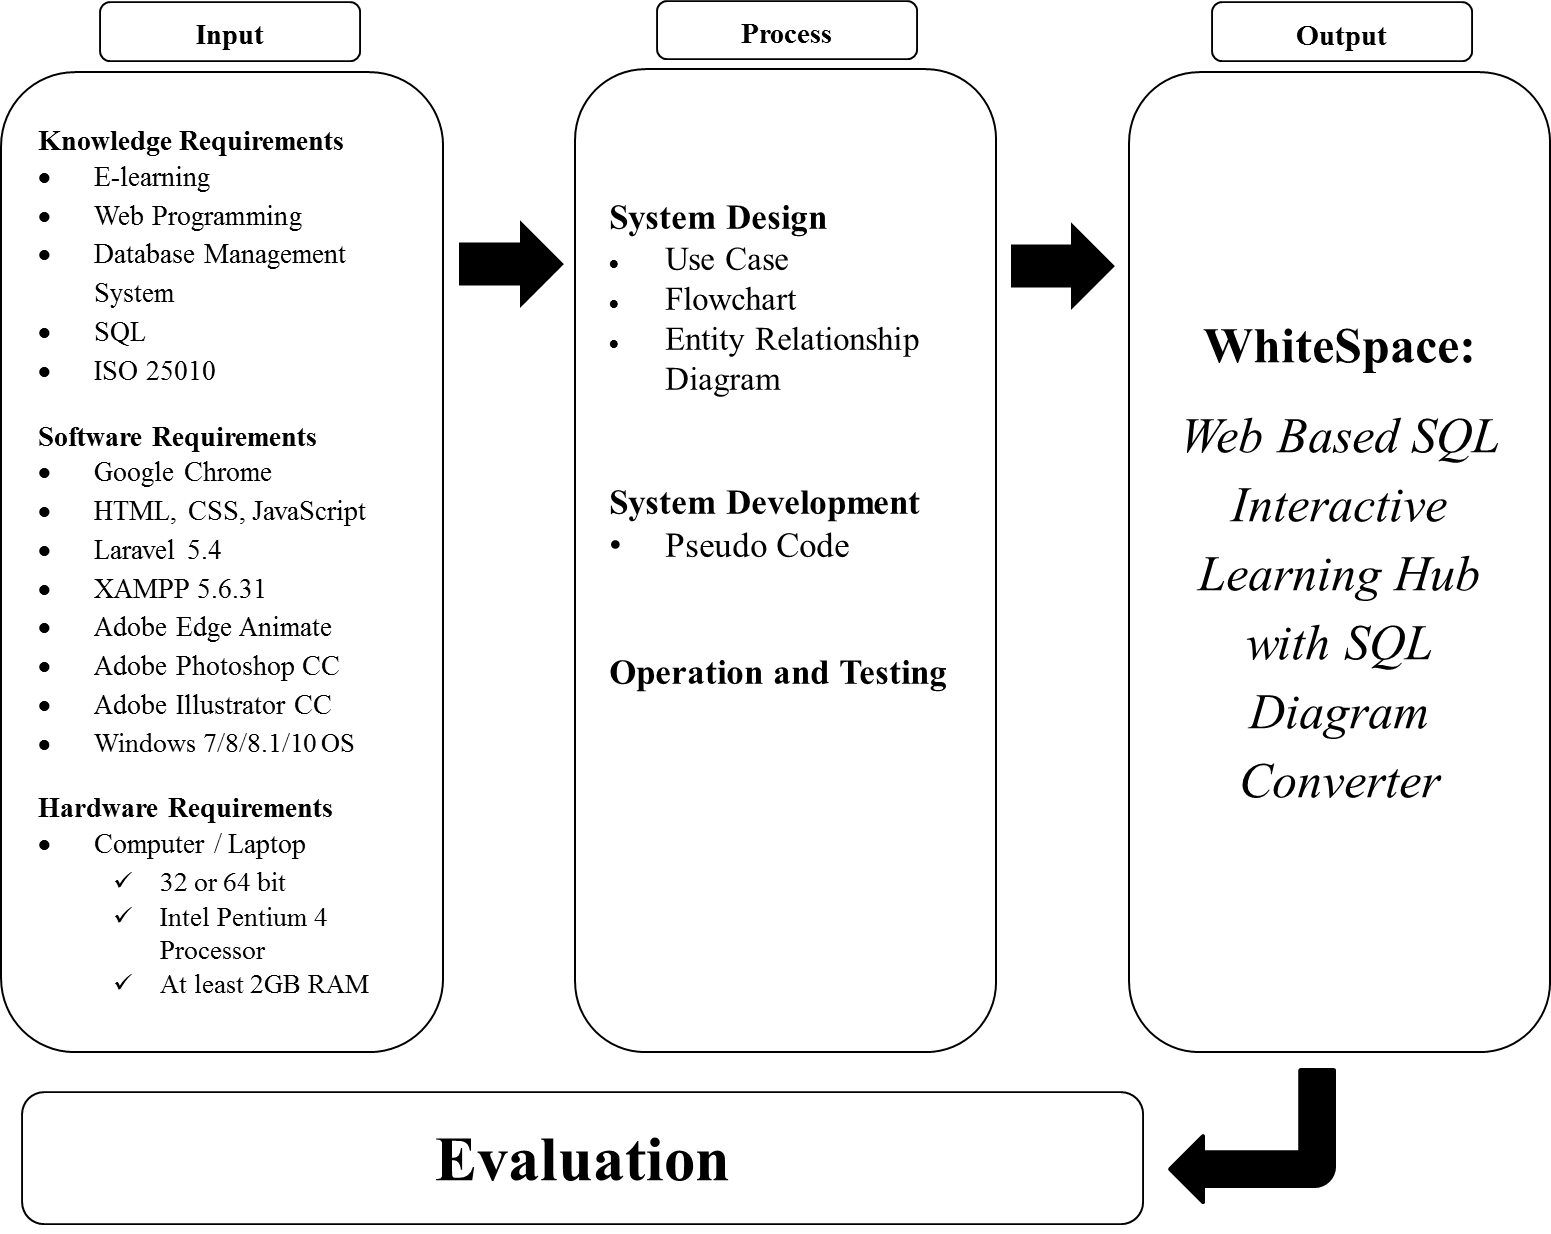 Input
Knowledge Requirements
• E-learning
• Web Programming
• Database Management
System
• SQL
• ISO 25010
Software Requirements
• Google Chrome
• HTML, CSS, JavaScript
• Laravel 5.4
• XAMPP 5.6.31
• Adobe Edge Animate
• Adobe Photoshop CC
• Adobe Illustrator CC
• Windows 7/8/8.1/10 OS
Hardware Requirements
• Computer / Laptop
✓ 32 or 64 bit
✓ Intel Pentium 4
Processor
✓ At least 2GB RAM
Process
System Design
• Use Case
• Flowchart
• Entity Relationship
Diagram
System Development
• Pseudo Code
Operation and Testing
Output
WhiteSpace:
Web Based SQL
Interactive
Learning Hub
with SQL
Diagram
Converter
Evaluation